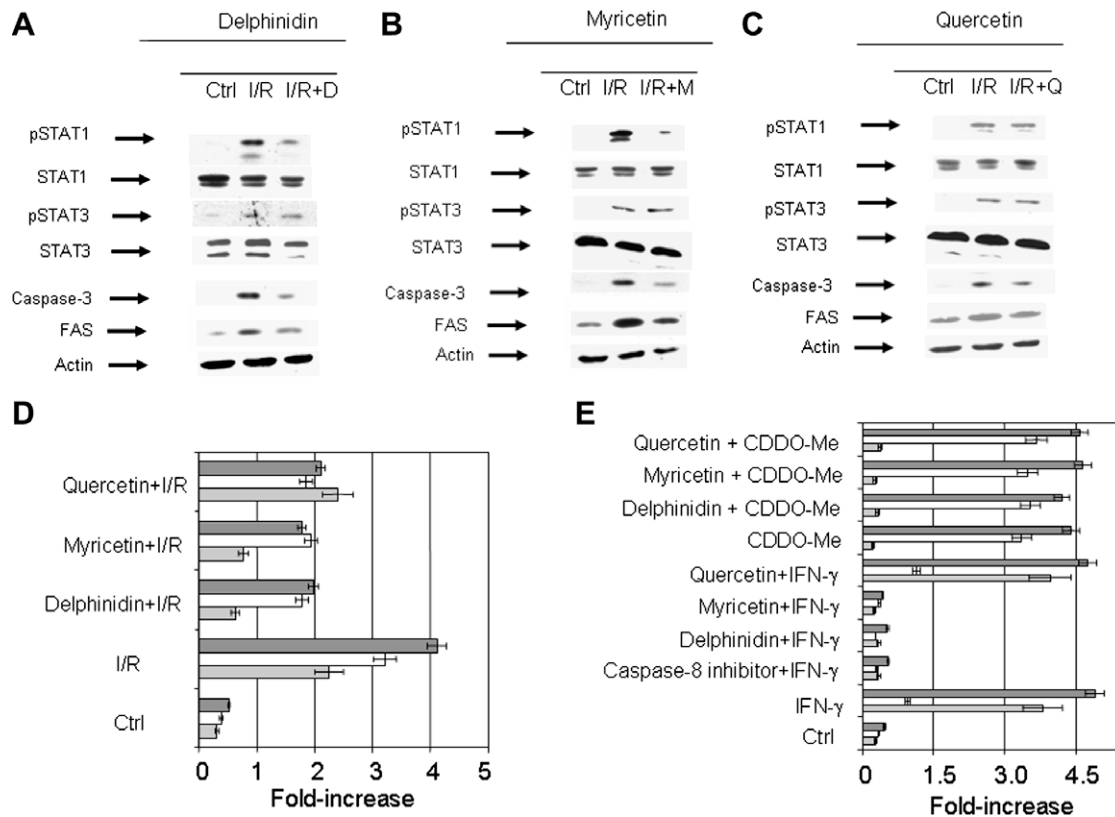 A
Delphinidin
Ctrl I/R I/R+D
pSTAT1
STAT1
pSTAT3
STAT3
Caspase-3
FAS
Actin
B
Myricetin
Ctrl I/R I/R+M
pSTAT1
STAT1
pSTAT3
STAT3
Caspase-3
FAS
Actin
C
Quercetin
Ctrl I/R I/R+Q
pSTAT1
STAT1
pSTAT3
STAT3
Caspase-3
FAS
Actin
D
Quercetin+I/R
Myricetin+I/R
Delphinidin+I/R
I/R
Ctrl
0 1 2 3 4 5
Fold-increase
E
Quercetin + CDDO-Me
Myricetin + CDDO-Me
Delphinidin + CDDO-Me
CDDO-Me
Quercetin+IFN-γ
Myricetin+IFN-γ
Delphinidin+IFN-γ
Caspase-8 inhibitor+IFN-γ
IFN-γ
Ctrl
0 1.5 3.0 4.5
Fold-increase